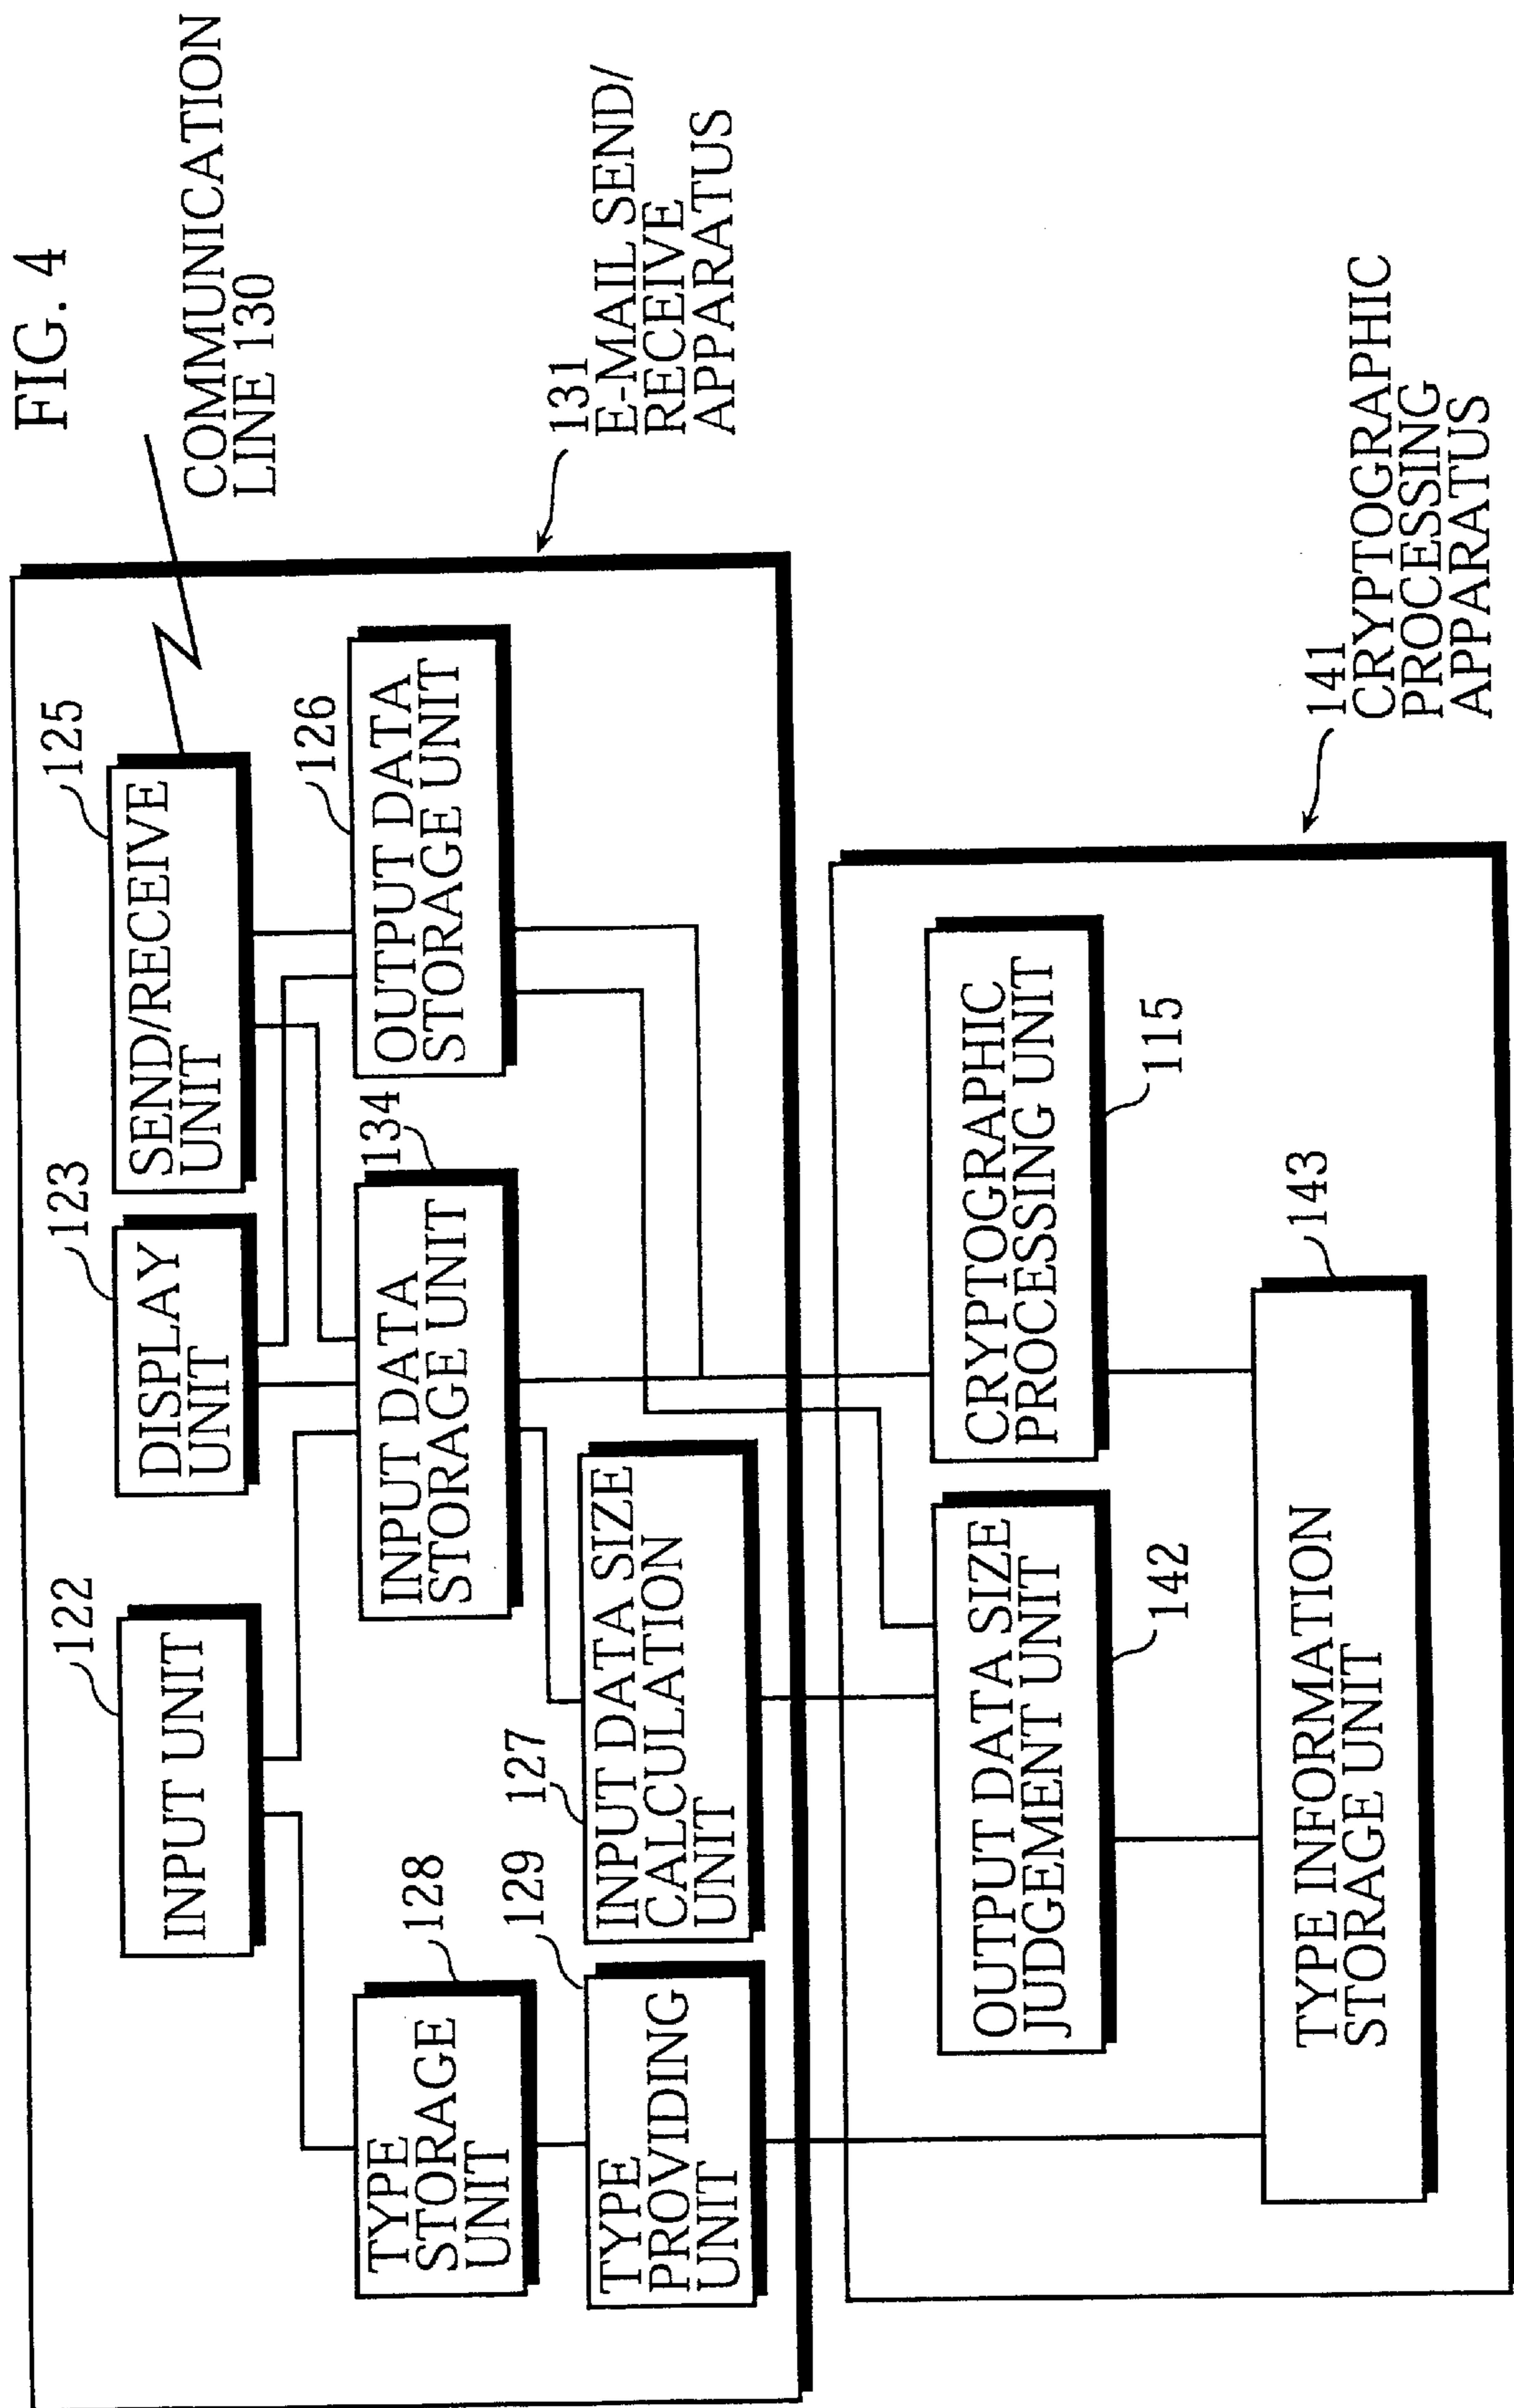 FIG. 4
COMMUNICATION
LINE 130
122
INPUT UNIT
123
DISPLAY
UNIT
125
SEND/RECEIVE
UNIT
131
E-MAIL SEND/
RECEIVE
APPARATUS
128
TYPE
STORAGE
UNIT
134
INPUT DATA
STORAGE UNIT
126
OUTPUT DATA
STORAGE UNIT
129
TYPE
PROVIDING
UNIT
127
INPUT DATA SIZE
CALCULATION
UNIT
141
CRYPTOGRAPHIC
PROCESSING
APPARATUS
OUTPUT DATA SIZE
JUDGEMENT UNIT
142
CRYPTOGRAPHIC
PROCESSING UNIT
115
143
TYPE INFORMATION
STORAGE UNIT